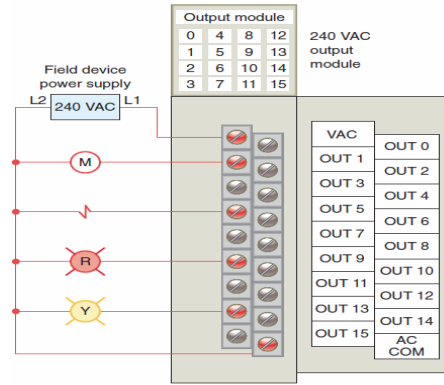 Output module
0 4 8 12
1 5 9 13
2 6 10 14
3 7 11 15
240 VAC
output
module
Field device
power supply
L2 240 VAC L1
M
R
Y
VAC
OUT 0
OUT 1
OUT 2
OUT 3
OUT 4
OUT 5
OUT 6
OUT 7
OUT 8
OUT 9
OUT 10
OUT 11
OUT 12
OUT 13
OUT 14
OUT 15
AC
COM